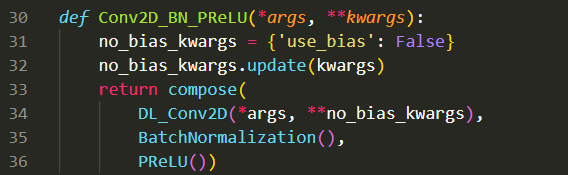 30 def Conv2D_BN_PReLU(*args, **kwargs):
31     no_bias_kwargs = {'use_bias': False}
32     no_bias_kwargs.update(kwargs)
33     return compose(
34         DL_Conv2D(*args, **no_bias_kwargs),
35         BatchNormalization(),
36         PReLU())